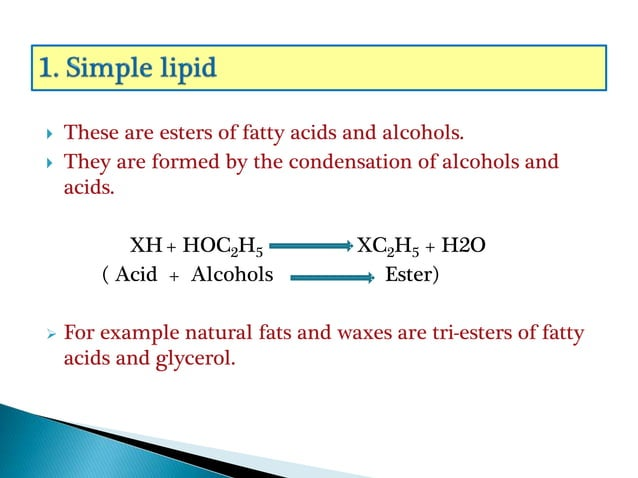 1. Simple lipid
These are esters of fatty acids and alcohols.
They are formed by the condensation of alcohols and
acids.
XH + HOC₂H₅ → XC₂H₅ + H2O
( Acid + Alcohols → Ester)
For example natural fats and waxes are tri-esters of fatty
acids and glycerol.